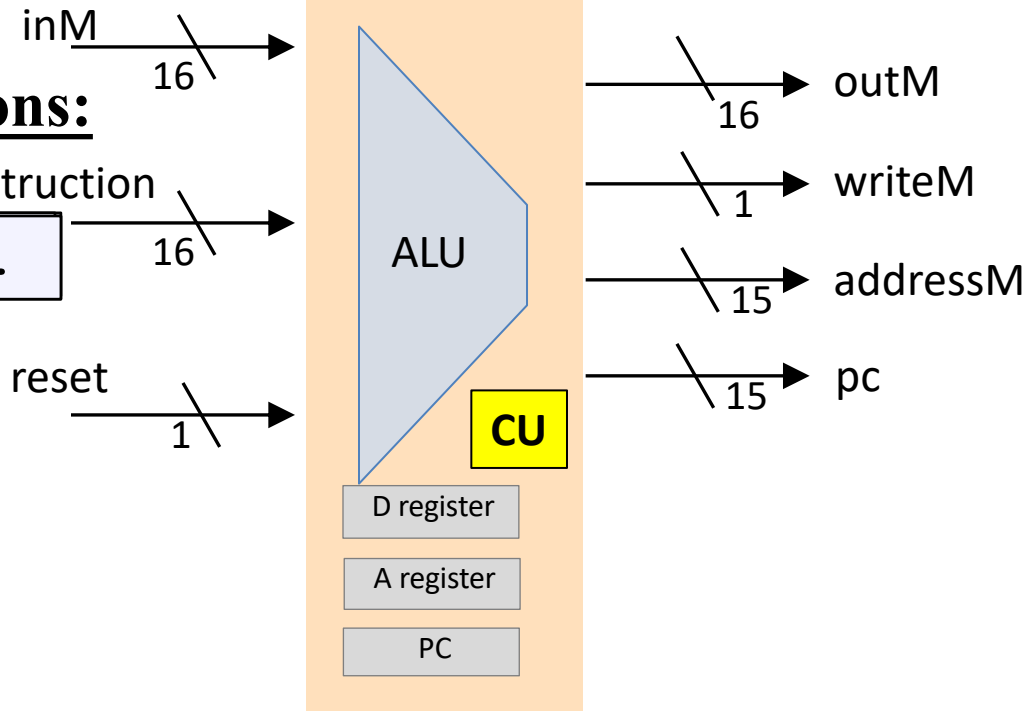 inM
16
ons:
truction
16
.
reset
1
ALU
CU
D register
A register
PC
outM
16
writeM
1
addressM
15
pc
15